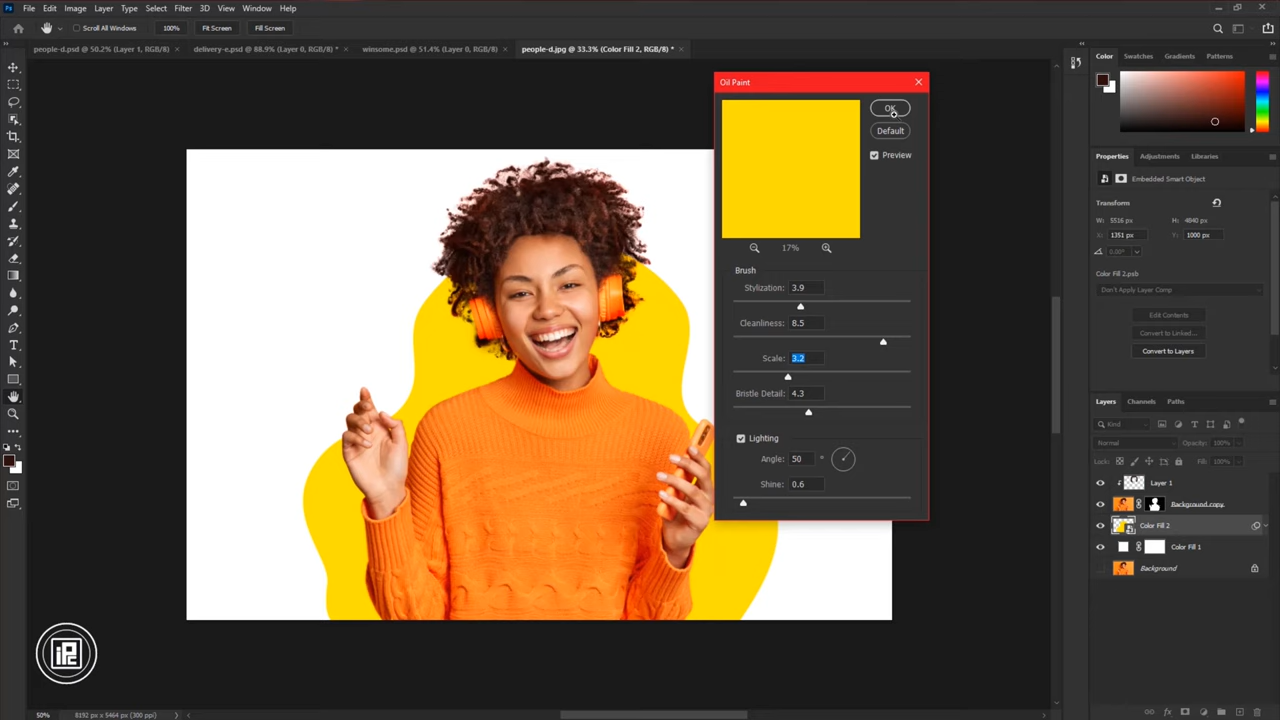 Ps File Edit Image Layer Type Select Filter 3D View Window Help
Scroll All Windows 100% Fit Screen Fill Screen
people-d.psd @ 50.2% (Layer 1, RGB/8) × delivery-e.psd @ 88.9% (Layer 0, RGB/8) * × winsome.psd @ 51.4% (Layer 0, RGB/8) × people-d.jpg @ 33.3% (Color Fill 2, RGB/8) * ×
Oil Paint
OK
Default
Preview
17%
Brush
Stylization: 3.9
Cleanliness: 8.5
Scale: 3.2
Bristle Detail: 4.3
Lighting
Angle: 50 °
Shine: 0.6
Color Swatches Gradients Patterns
Properties Adjustments Libraries
Embedded Smart Object
Transform
W: 5516 px H: 4840 px
X: 1351 px Y: 1000 px
0.00°
Color Fill 2.psb
Don't Apply Layer Comp
Edit Contents
Convert to Linked...
Convert to Layers
Layers Channels Paths
Kind
Normal Opacity: 100%
Lock: Fill: 100%
Layer 1
Background copy
Color Fill 2
Color Fill 1
Background
fx
iPc
50% 8192 px x 5464 px (300 ppi)